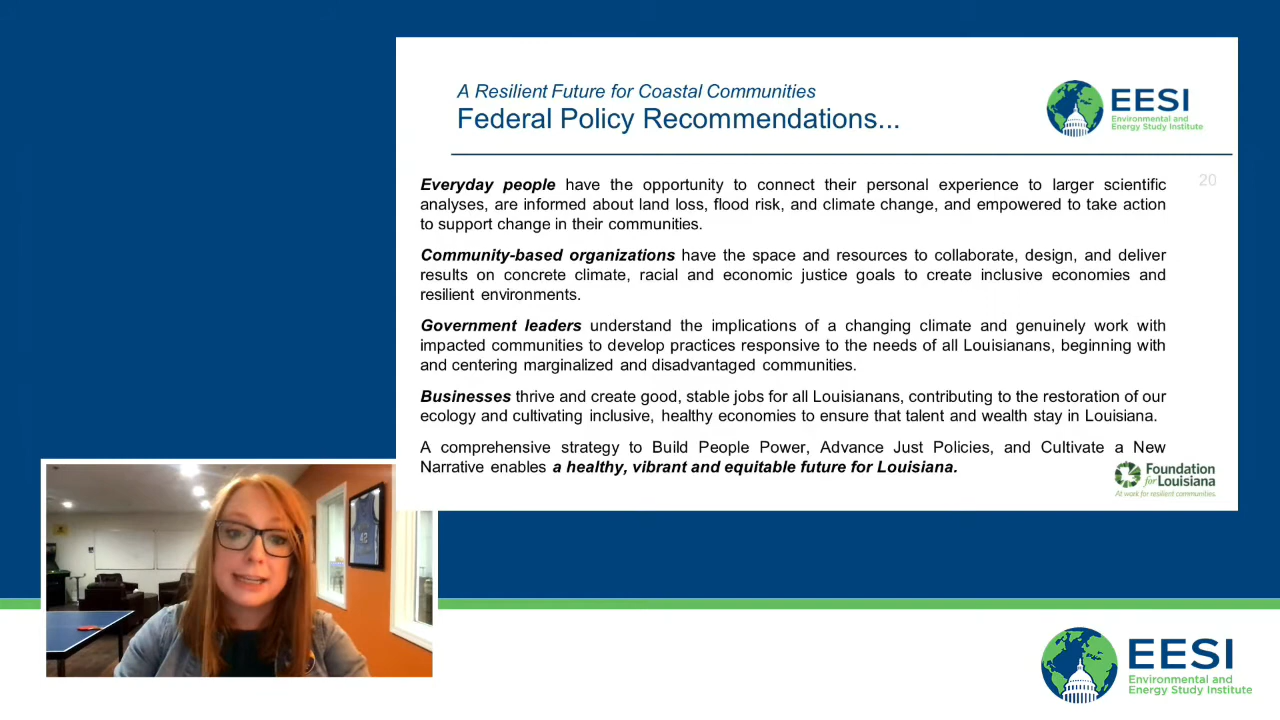 A Resilient Future for Coastal Communities
Federal Policy Recommendations...
EESI
Environmental and
Energy Study Institute
20
Everyday people have the opportunity to connect their personal experience to larger scientific
analyses, are informed about land loss, flood risk, and climate change, and empowered to take action
to support change in their communities.
Community-based organizations have the space and resources to collaborate, design, and deliver
results on concrete climate, racial and economic justice goals to create inclusive economies and
resilient environments.
Government leaders understand the implications of a changing climate and genuinely work with
impacted communities to develop practices responsive to the needs of all Louisianans, beginning with
and centering marginalized and disadvantaged communities.
Businesses thrive and create good, stable jobs for all Louisianans, contributing to the restoration of our
ecology and cultivating inclusive, healthy economies to ensure that talent and wealth stay in Louisiana.
A comprehensive strategy to Build People Power, Advance Just Policies, and Cultivate a New
Narrative enables a healthy, vibrant and equitable future for Louisiana.
Foundation
for Louisiana
At work for resilient communities.
42
EESI
Environmental and
Energy Study Institute